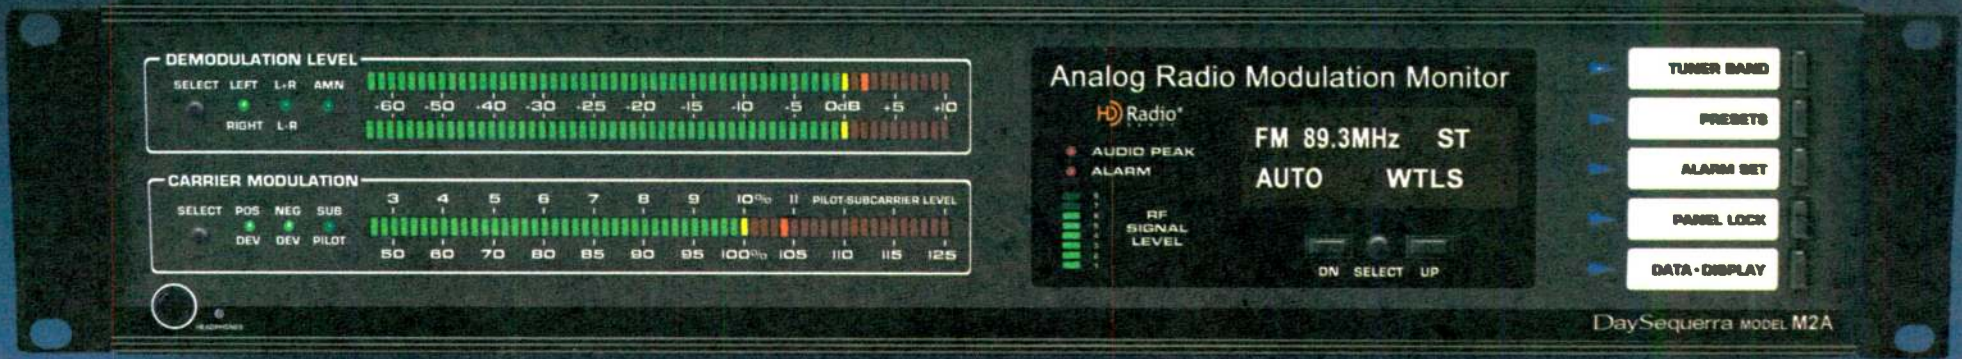 DEMODULATION LEVEL
SELECT LEFT L+R AMN
RIGHT L-R
-60 -50 -40 -30 -25 -20 -15 -10 -5 0dB +5 +10
CARRIER MODULATION
3 4 5 6 7 8 9 10% 11 PILOT-SUBCARRIER LEVEL
SELECT POS NEG SUB
DEV DEV PILOT
50 60 70 80 85 90 95 100% 105 110 115 125
HEADPHONES
Analog Radio Modulation Monitor
HD Radio®
AUDIO PEAK
ALARM
RF
SIGNAL
LEVEL
FM 89.3MHz ST
AUTO WTLS
DN SELECT UP
TUNER BAND
PRESETS
ALARM SET
PANEL LOCK
DATA · DISPLAY
DaySequerra MODEL M2A